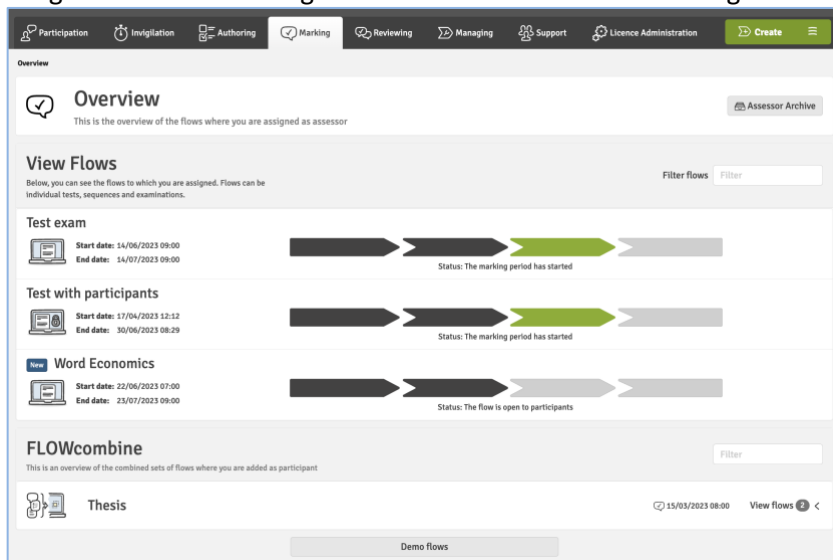 Participation Invigilation Authoring Marking Reviewing Managing Support Licence Administration Create
Overview
Overview
This is the overview of the flows where you are assigned as assessor
Assessor Archive
View Flows
Below, you can see the flows to which you are assigned. Flows can be
individual tests, sequences and examinations.
Filter flows Filter
Test exam
Start date: 14/06/2023 09:00
End date: 14/07/2023 09:00
Status: The marking period has started
Test with participants
Start date: 17/04/2023 12:12
End date: 30/06/2023 08:29
Status: The marking period has started
New Word Economics
Start date: 22/06/2023 07:00
End date: 23/07/2023 09:00
Status: The flow is open to participants
FLOWcombine
This is an overview of the combined sets of flows where you are added as participant
Filter
Thesis 15/03/2023 08:00 View flows 2 <
Demo flows